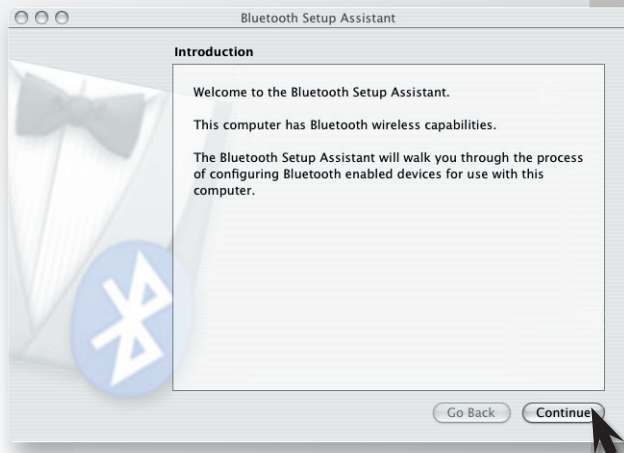 Bluetooth Setup Assistant
Introduction
Welcome to the Bluetooth Setup Assistant.
This computer has Bluetooth wireless capabilities.
The Bluetooth Setup Assistant will walk you through the process
of configuring Bluetooth enabled devices for use with this
computer.
Go Back
Continue